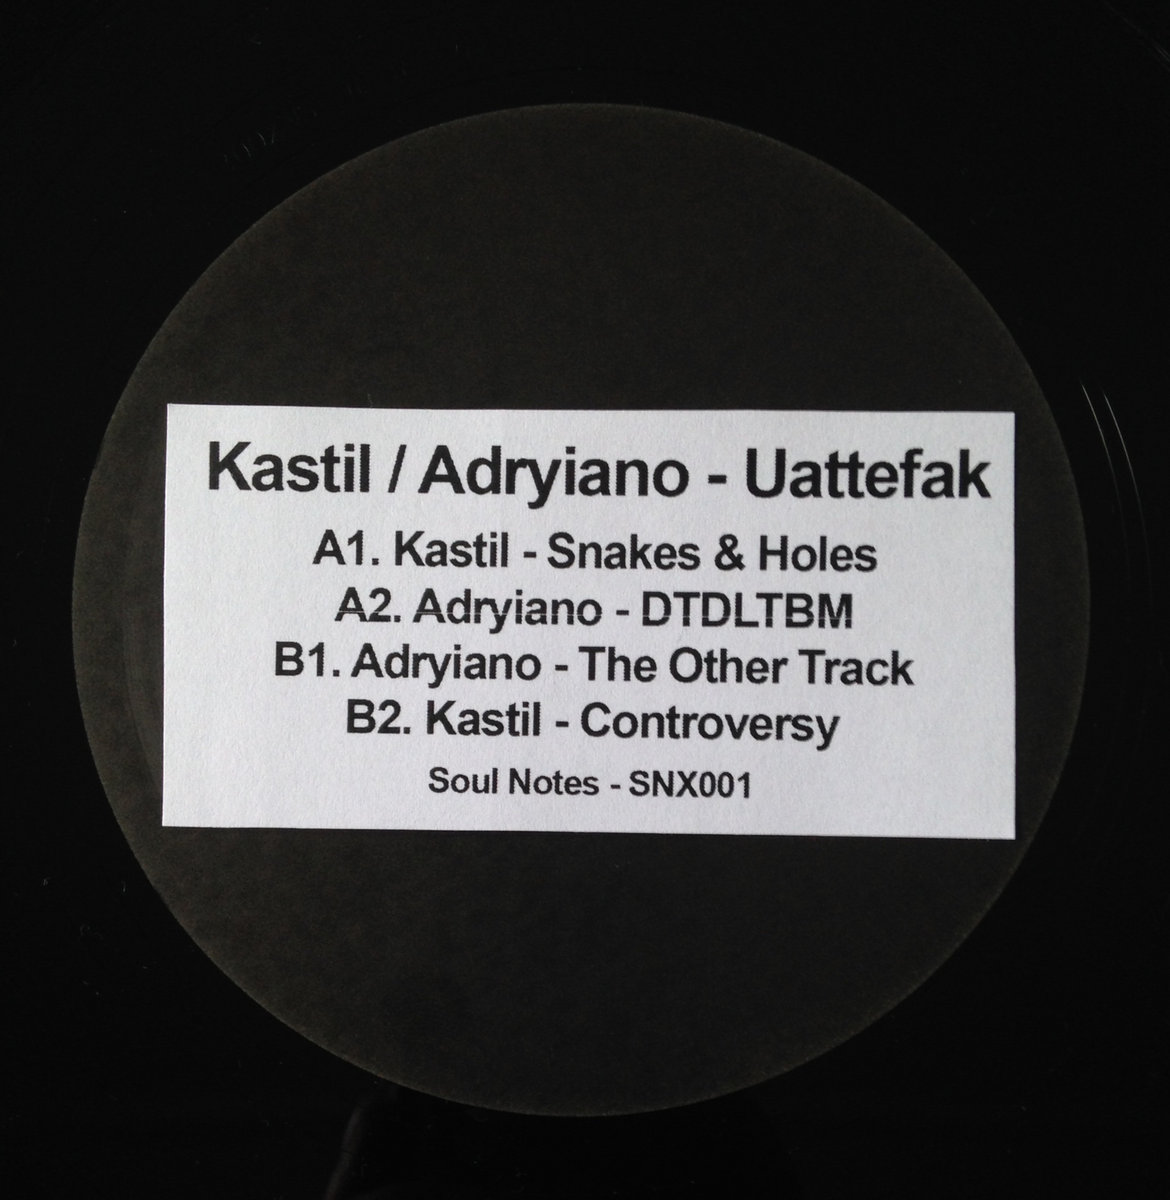 Kastil / Adryiano - Uattefak
A1. Kastil - Snakes & Holes
A2. Adryiano - DTDLTBM
B1. Adryiano - The Other Track
B2. Kastil - Controversy
Soul Notes - SNX001